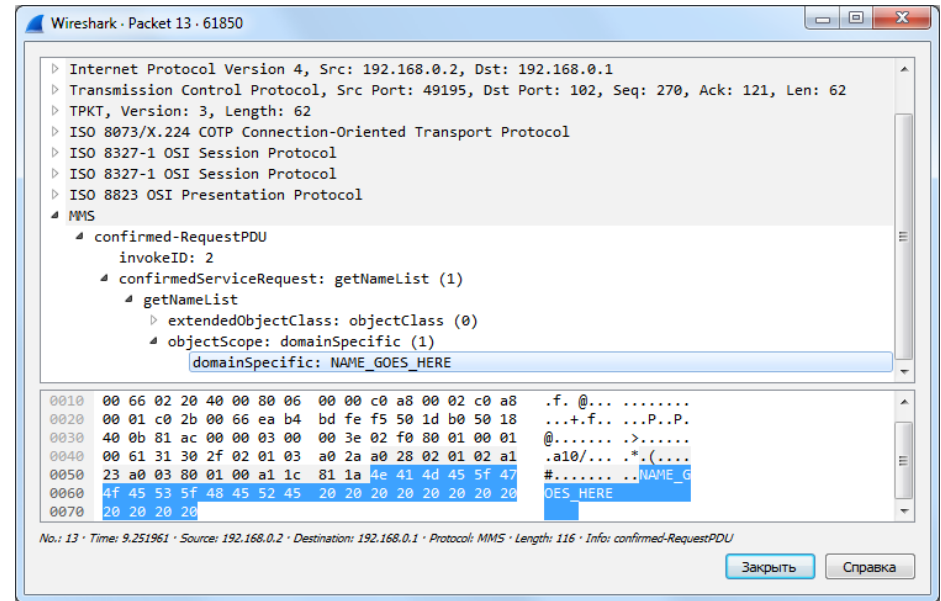 Wireshark · Packet 13 · 61850
Internet Protocol Version 4, Src: 192.168.0.2, Dst: 192.168.0.1
Transmission Control Protocol, Src Port: 49195, Dst Port: 102, Seq: 270, Ack: 121, Len: 62
TPKT, Version: 3, Length: 62
ISO 8073/X.224 COTP Connection-Oriented Transport Protocol
ISO 8327-1 OSI Session Protocol
ISO 8327-1 OSI Session Protocol
ISO 8823 OSI Presentation Protocol
MMS
confirmed-RequestPDU
invokeID: 2
confirmedServiceRequest: getNameList (1)
getNameList
extendedObjectClass: objectClass (0)
objectScope: domainSpecific (1)
domainSpecific: NAME_GOES_HERE
0010 00 66 02 20 40 00 80 06 00 00 c0 a8 00 02 c0 a8 .f. @... ........
0020 00 01 c0 2b 00 66 ea b4 bd fe f5 50 1d b0 50 18 ...+.f.. ...P..P.
0030 40 0b 81 ac 00 00 03 00 00 3e 02 f0 80 01 00 01 @....... .>......
0040 00 61 31 30 2f 02 01 03 a0 2a a0 28 02 01 02 a1 .a10/... .*.(....
0050 23 a0 03 80 01 00 a1 1c 81 1a 4e 41 4d 45 5f 47 #....... ..NAME_G
0060 4f 45 53 5f 48 45 52 45 20 20 20 20 20 20 20 20 OES_HERE
0070 20 20 20 20
No.: 13 · Time: 9.251961 · Source: 192.168.0.2 · Destination: 192.168.0.1 · Protocol: MMS · Length: 116 · Info: confirmed-RequestPDU
Закрыть Справка